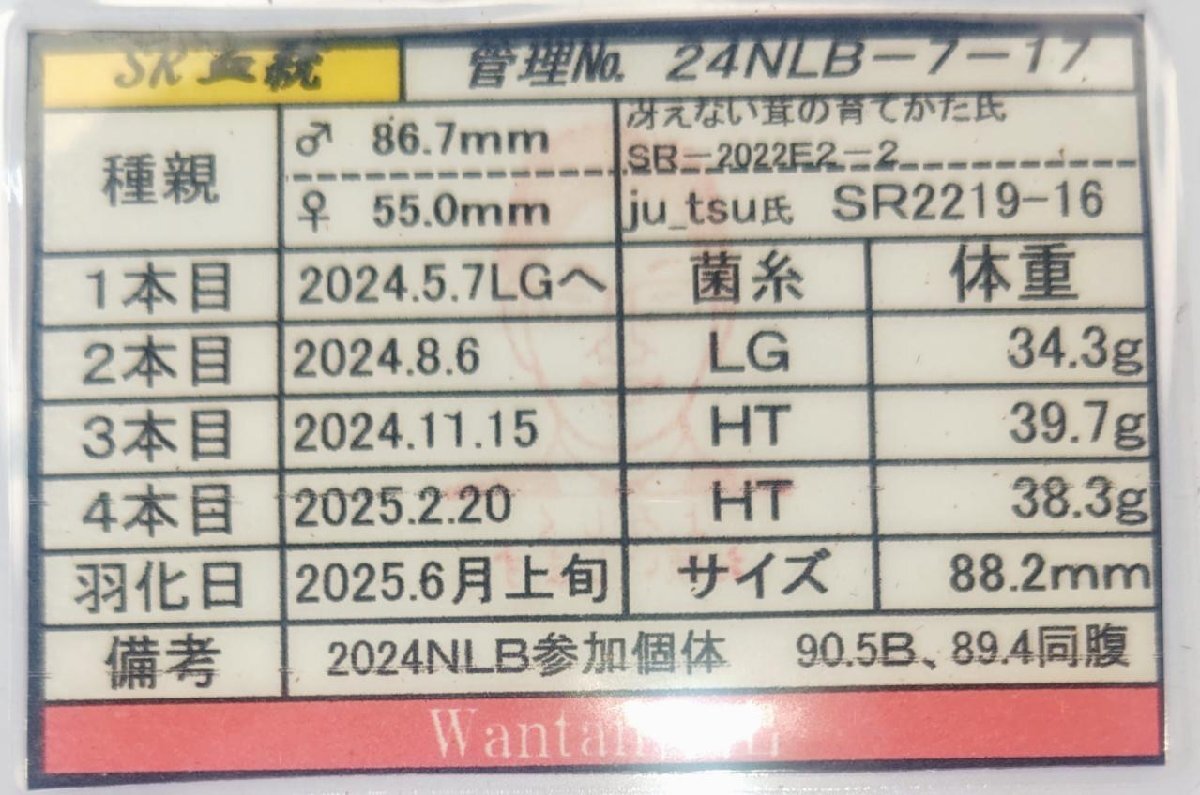 SR血統 管理No. 24NLB-7-17
種親 ♂ 86.7mm 冴えない茸の育てかた氏
SR-2022E2-2
♀ 55.0mm ju_tsu氏 SR2219-16
1本目 2024.5.7LGへ 菌糸 体重
2本目 2024.8.6 LG 34.3g
3本目 2024.11.15 HT 39.7g
4本目 2025.2.20 HT 38.3g
羽化日 2025.6月上旬 サイズ 88.2mm
備考 2024NLB参加個体 90.5B、89.4同腹